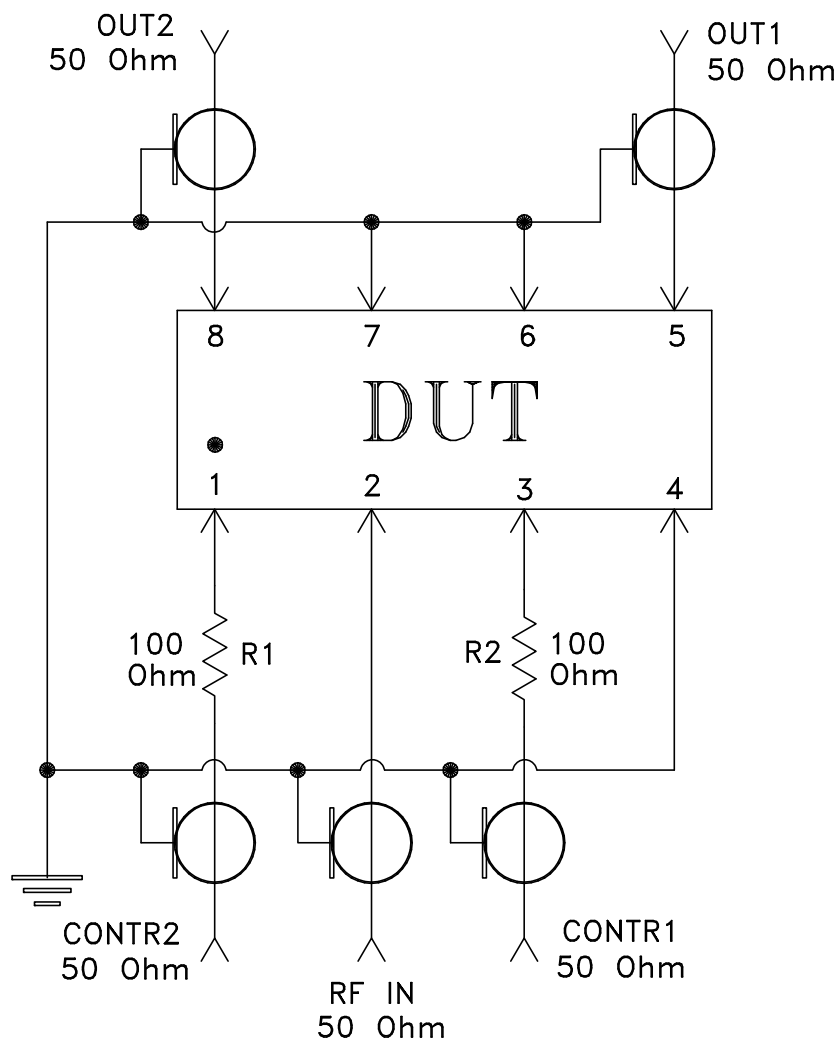 OUT2
50 Ohm
OUT1
50 Ohm
8
7
6
5
DUT
1
2
3
4
100
Ohm
R1
R2
100
Ohm
CONTR2
50 Ohm
RF IN
50 Ohm
CONTR1
50 Ohm